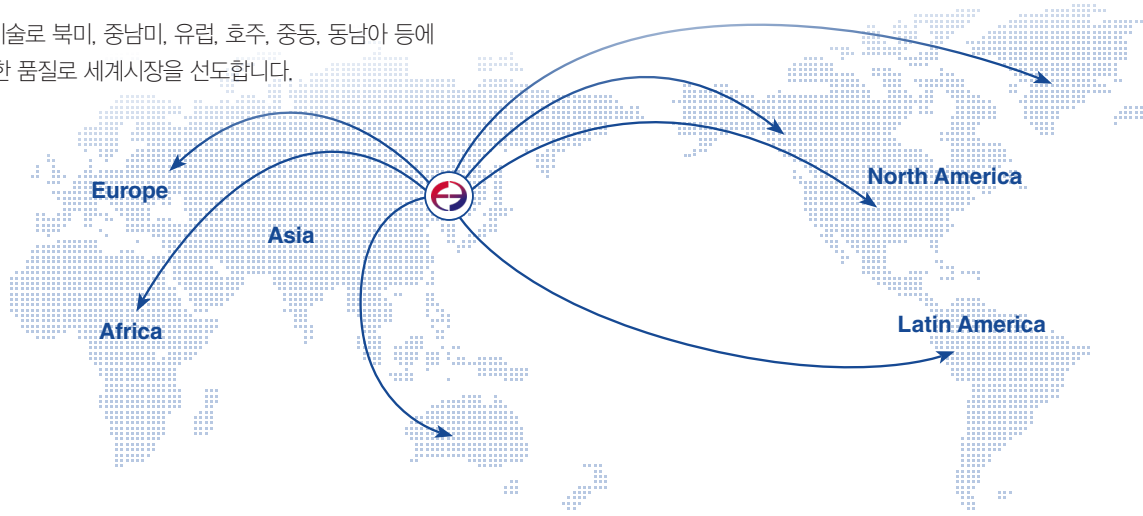 술로 북미, 중남미, 유럽, 호주, 중동, 동남아 등에
한 품질로 세계시장을 선도합니다.
Europe
North America
Asia
Africa
Latin America